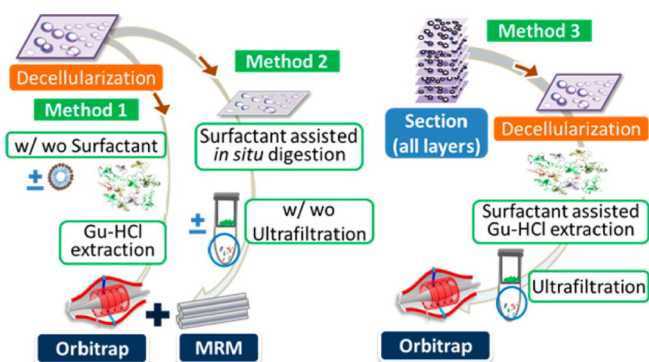 Decellularization
Method 1
w/ wo Surfactant
±
Gu-HCl
extraction
Orbitrap
+
Method 2
Surfactant assisted
in situ digestion
±
w/ wo
Ultrafiltration
MRM
Method 3
Section
(all layers)
Decellularization
Surfactant assisted
Gu-HCl extraction
Ultrafiltration
Orbitrap